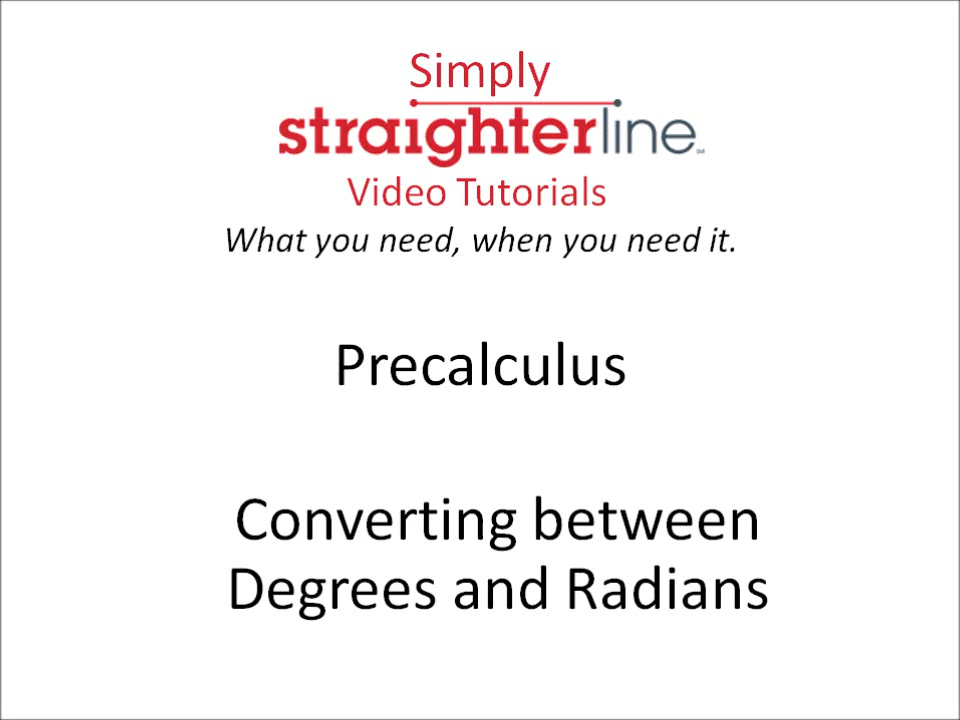 Simply
straighterline
Video Tutorials
What you need, when you need it.
Precalculus
Converting between
Degrees and Radians